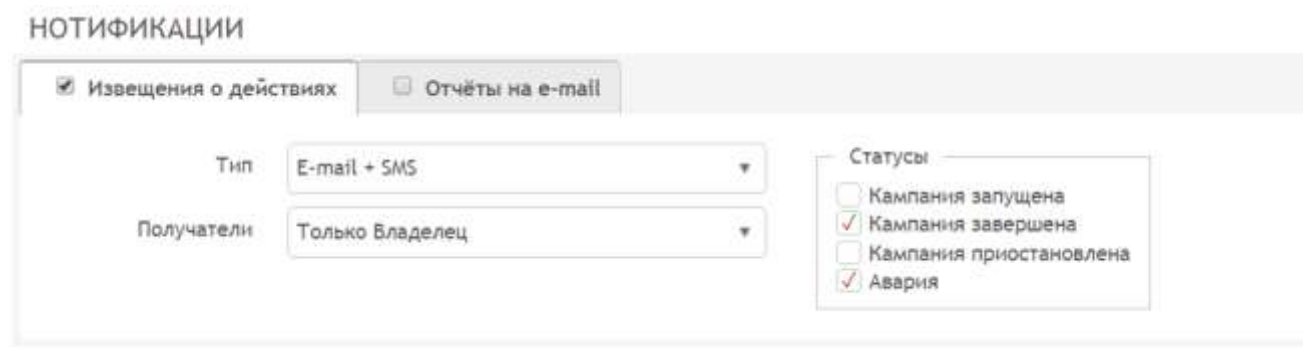 НОТИФИКАЦИИ
Извещения о действиях
Отчёты на e-mail
Тип
E-mail + SMS
Получатели
Только Владелец
Статусы
Кампания запущена
Кампания завершена
Кампания приостановлена
Авария